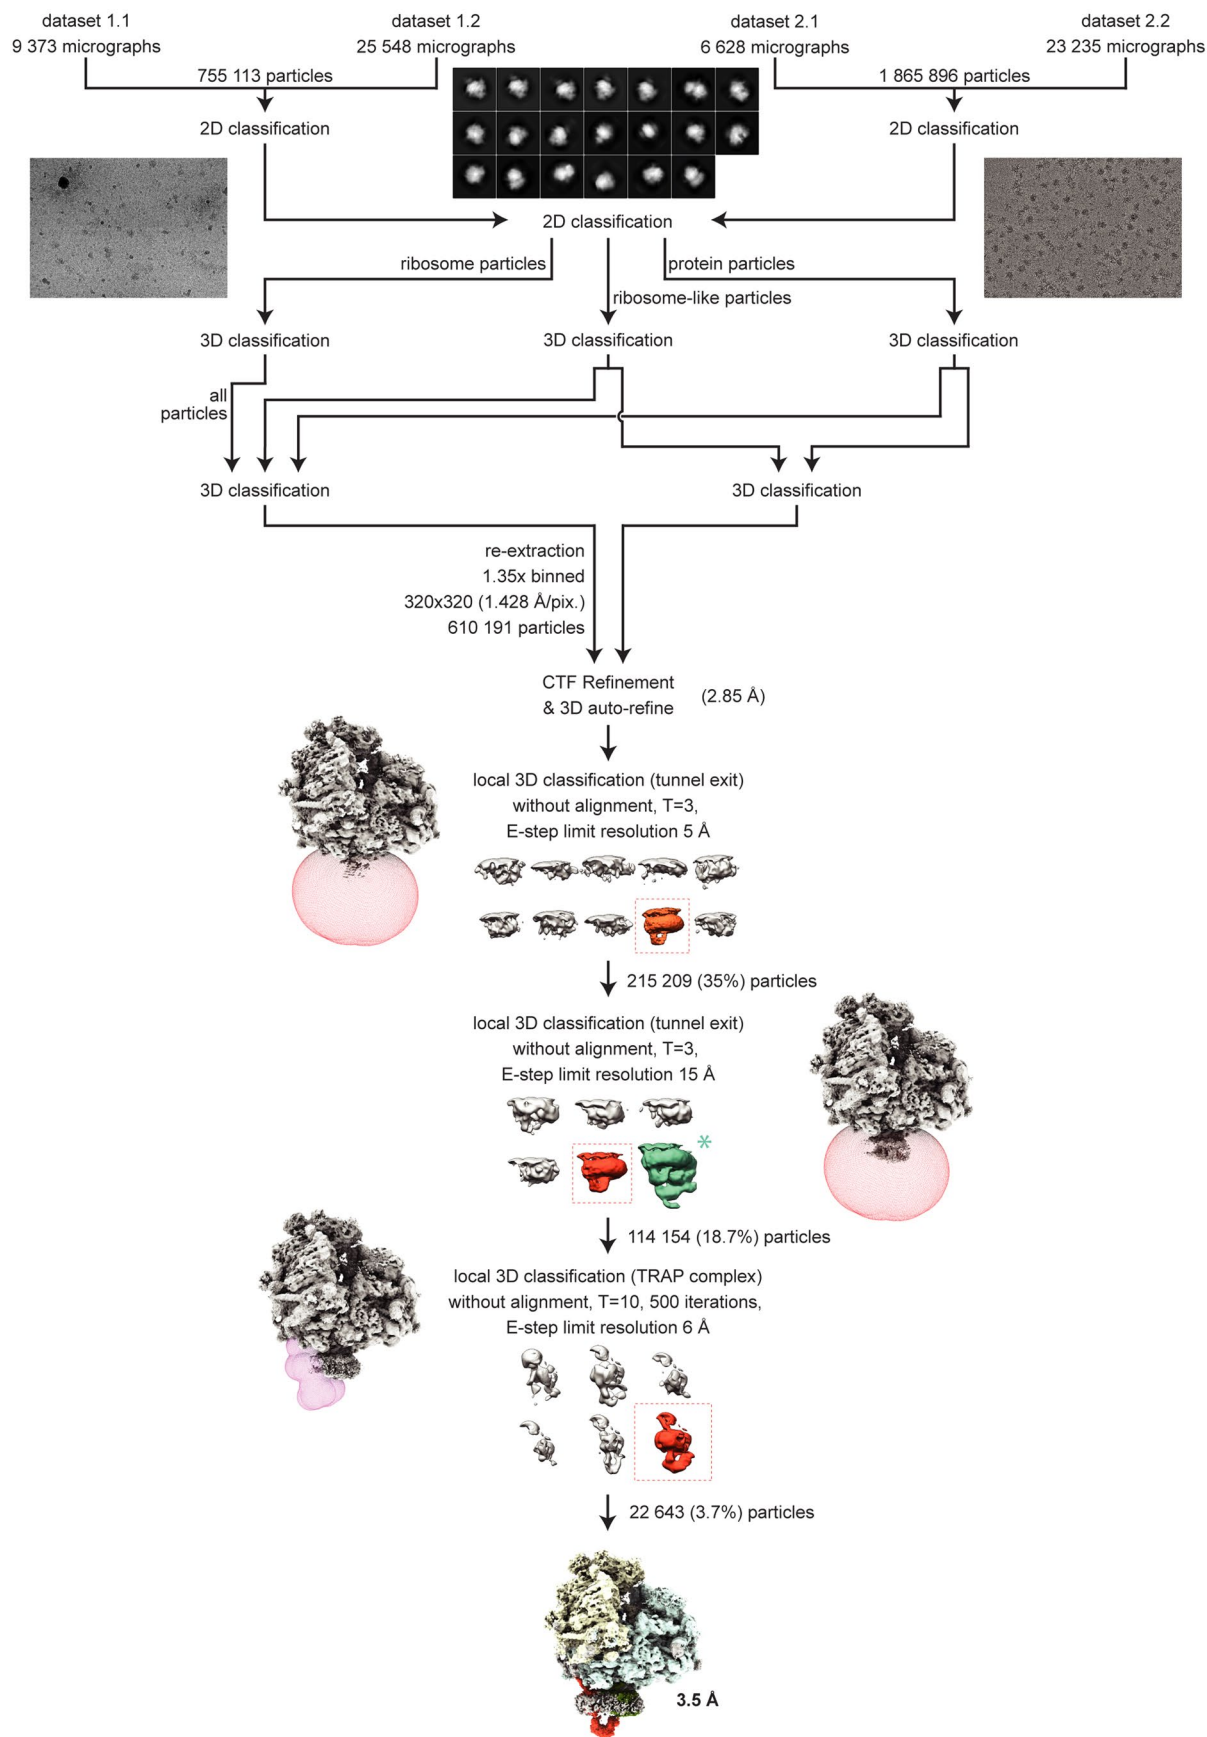 dataset 1.1
9 373 micrographs
dataset 1.2
25 548 micrographs
dataset 2.1
6 628 micrographs
dataset 2.2
23 235 micrographs
755 113 particles
1 865 896 particles
2D classification
2D classification
2D classification
ribosome particles
protein particles
ribosome-like particles
3D classification
3D classification
3D classification
all
particles
3D classification
3D classification
re-extraction
1.35x binned
320x320 (1.428 Å/pix.)
610 191 particles
CTF Refinement
& 3D auto-refine
(2.85 Å)
local 3D classification (tunnel exit)
without alignment, T=3,
E-step limit resolution 5 Å
215 209 (35%) particles
local 3D classification (tunnel exit)
without alignment, T=3,
E-step limit resolution 15 Å
*
114 154 (18.7%) particles
local 3D classification (TRAP complex)
without alignment, T=10, 500 iterations,
E-step limit resolution 6 Å
22 643 (3.7%) particles
3.5 Å